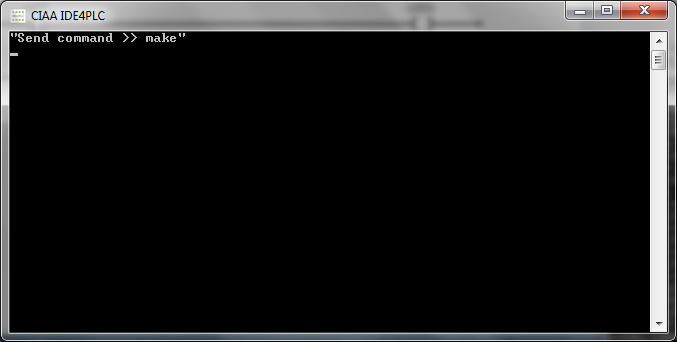 CIAA IDE4PLC
"Send command >> make"